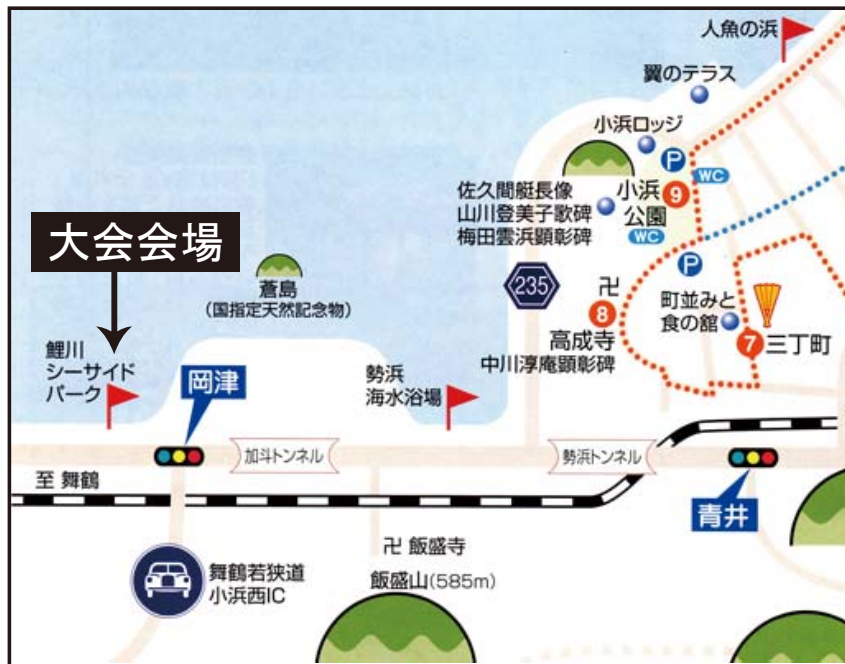 人魚の浜
翼のテラス
小浜ロッジ
P
WC
佐久間艇長像
山川登美子歌碑
梅田雲浜顕彰碑
小浜
公園
9
WC
大会会場
蒼島
(国指定天然記念物)
235
卍
8
高成寺
中川淳庵顕彰碑
P
町並みと
食の館
7
三丁町
鯉川
シーサイド
パーク
岡津
勢浜
海水浴場
加斗トンネル
勢浜トンネル
至 舞鶴
青井
舞鶴若狭道
小浜西IC
卍 飯盛寺
飯盛山(585m)